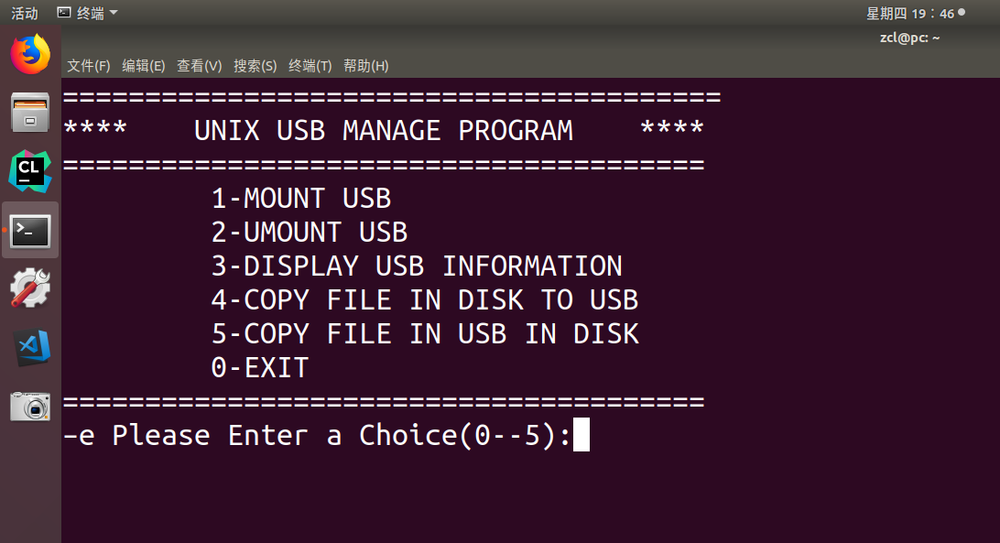 活动 终端 星期四 19：46
zcl@pc: ~
文件(F) 编辑(E) 查看(V) 搜索(S) 终端(T) 帮助(H)
========================================
**** UNIX USB MANAGE PROGRAM ****
=======================================
1-MOUNT USB
2-UMOUNT USB
3-DISPLAY USB INFORMATION
4-COPY FILE IN DISK TO USB
5-COPY FILE IN USB IN DISK
0-EXIT
=======================================
-e Please Enter a Choice(0--5):
CL